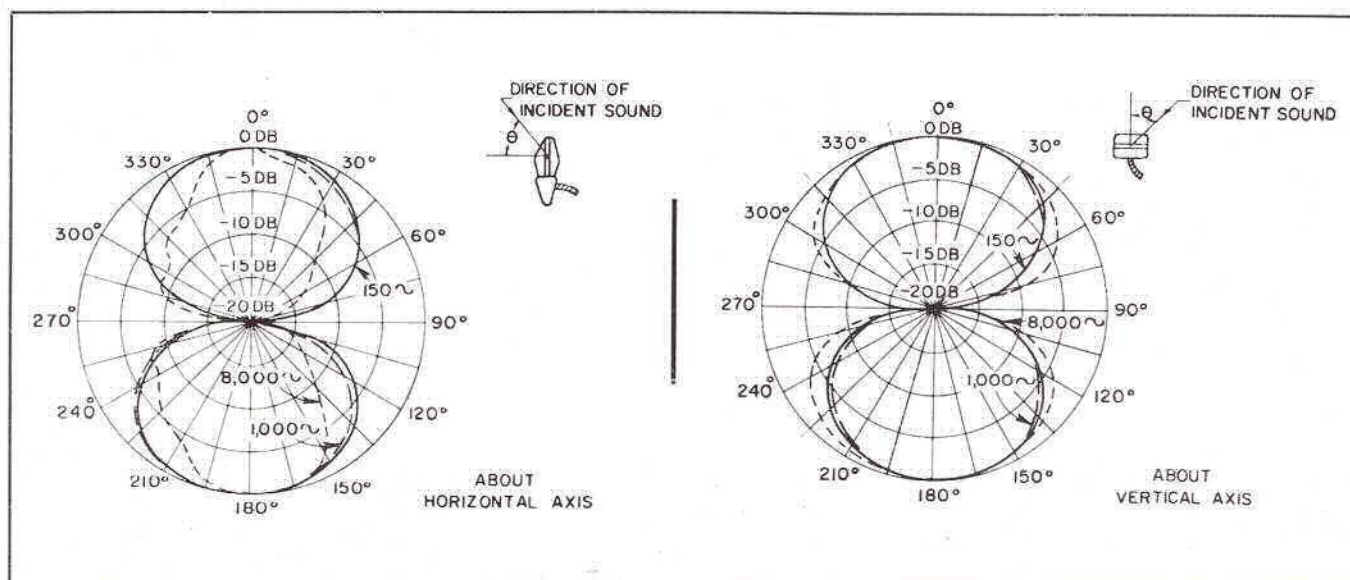 DIRECTION OF
INCIDENT SOUND
θ
0°
0 DB
330°
30°
-5 DB
-10 DB
300°
60°
-15 DB
150~
-20 DB
270°
90°
8,000~
240°
120°
1,000~
210°
150°
180°
ABOUT
HORIZONTAL AXIS
DIRECTION OF
INCIDENT SOUND
θ
0°
0 DB
330°
30°
-5 DB
-10 DB
300°
60°
150~
-15 DB
-20 DB
270°
90°
8,000~
1,000~
240°
120°
210°
150°
180°
ABOUT
VERTICAL AXIS